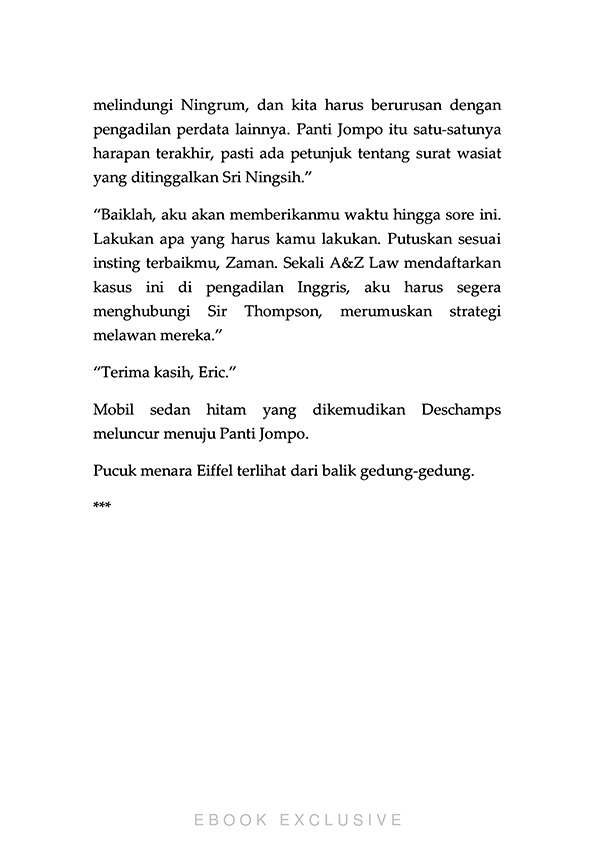 melindungi Ningrum, dan kita harus berurusan dengan
pengadilan perdata lainnya. Panti Jompo itu satu-satunya
harapan terakhir, pasti ada petunjuk tentang surat wasiat
yang ditinggalkan Sri Ningsih.”
“Baiklah, aku akan memberikanmu waktu hingga sore ini.
Lakukan apa yang harus kamu lakukan. Putuskan sesuai
insting terbaikmu, Zaman. Sekali A&Z Law mendaftarkan
kasus ini di pengadilan Inggris, aku harus segera
menghubungi Sir Thompson, merumuskan strategi
melawan mereka.”
“Terima kasih, Eric.”
Mobil sedan hitam yang dikemudikan Deschamps
meluncur menuju Panti Jompo.
Pucuk menara Eiffel terlihat dari balik gedung-gedung.
***
EBOOK EXCLUSIVE